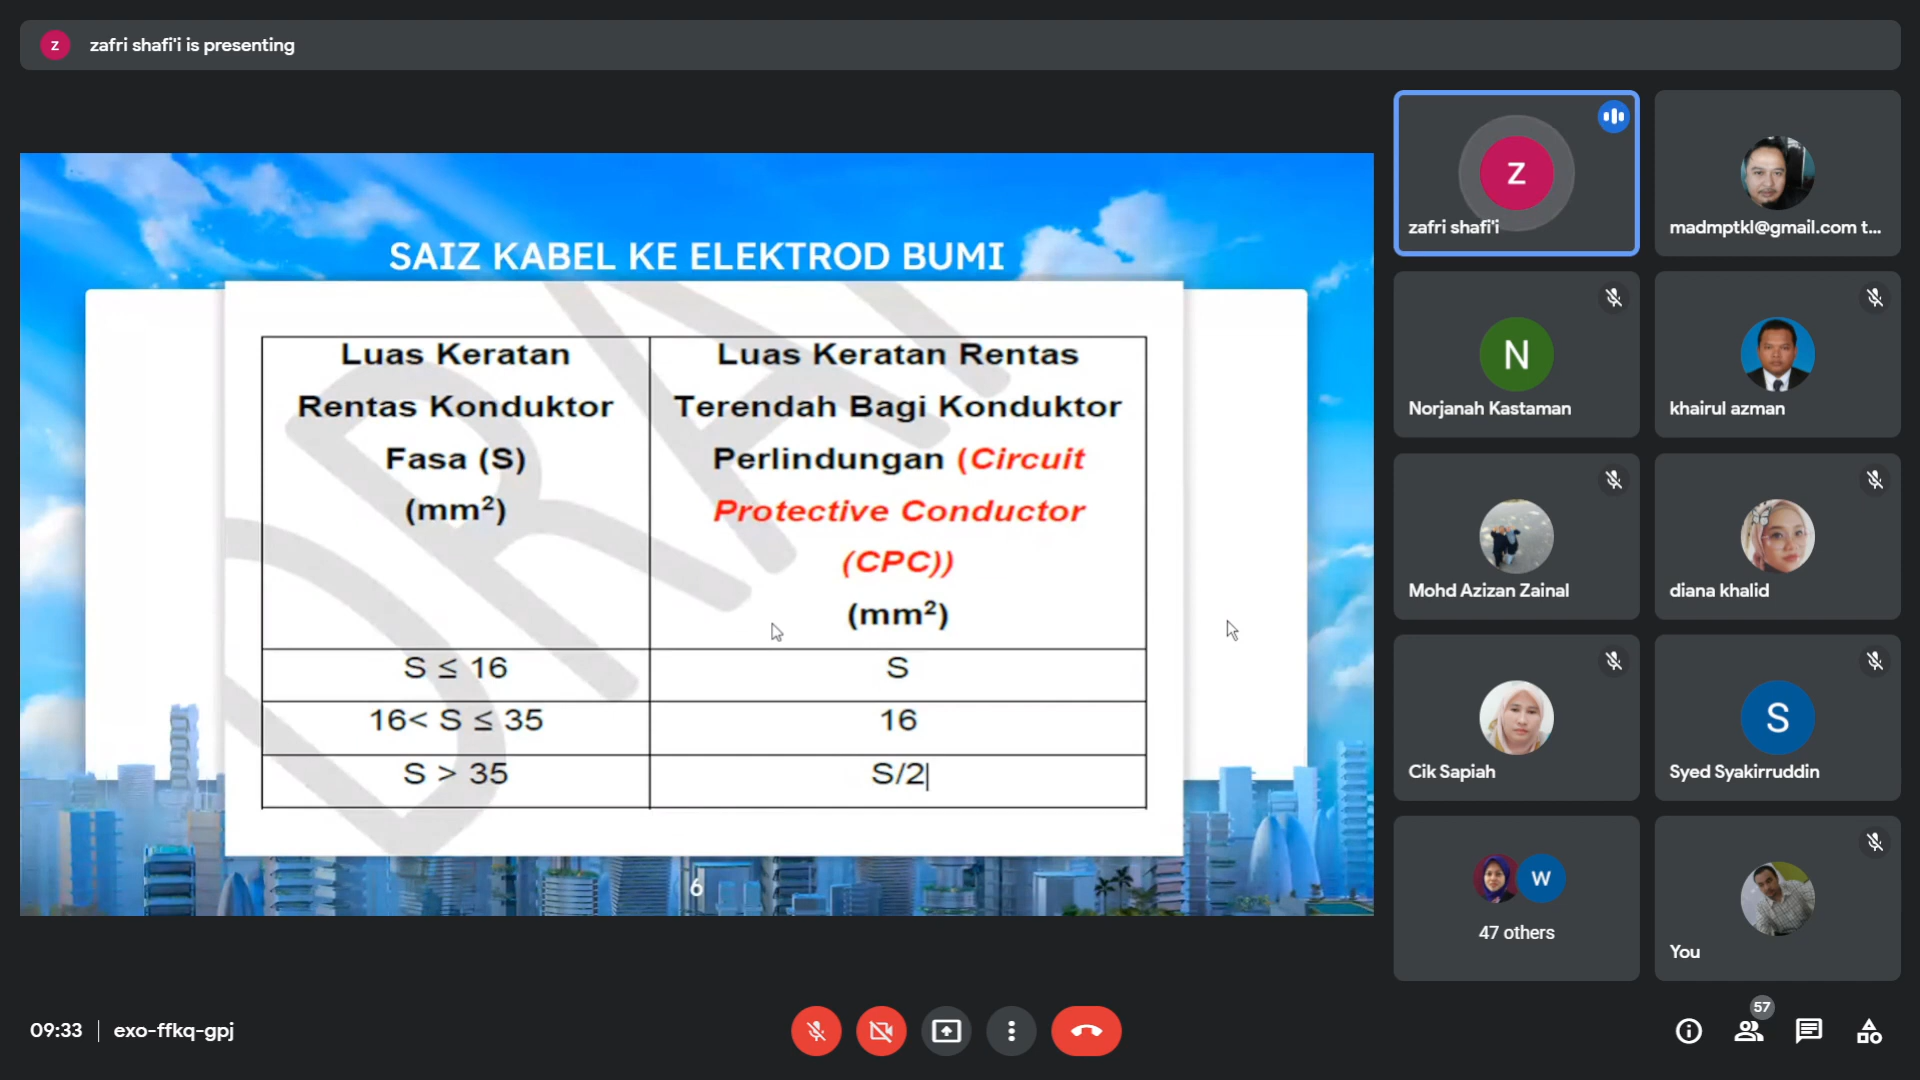 z
zafri shafi'i is presenting
SAIZ KABEL KE ELEKTROD BUMI
Luas Keratan
Rentas Konduktor
Fasa (S)
(mm²)
Luas Keratan Rentas
Terendah Bagi Konduktor
Perlindungan (Circuit
Protective Conductor
(CPC))
(mm²)
S ≤ 16
S
16< S ≤ 35
16
S > 35
S/2
DRA
6
z
zafri shafi'i
madmptkl@gmail.com t...
N
Norjanah Kastaman
khairul azman
Mohd Azizan Zainal
diana khalid
Cik Sapiah
S
Syed Syakirruddin
W
47 others
You
09:33
exo-ffkq-gpj
57